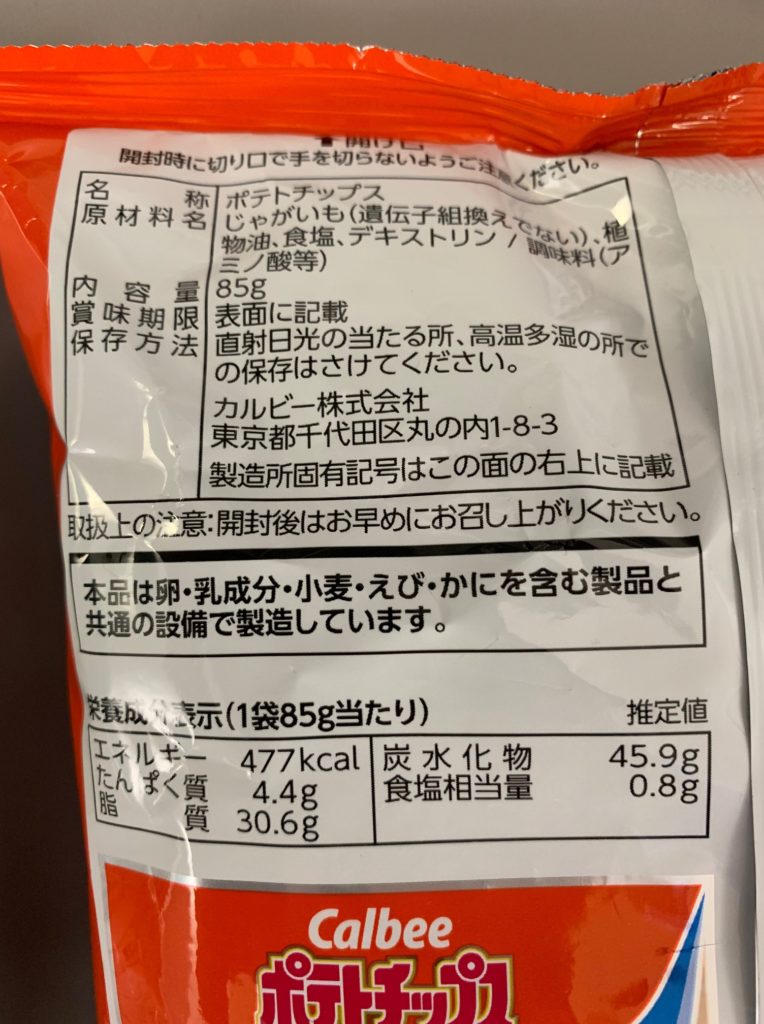 開け口
開封時に切り口で手を切らないようご注意ください。
名称 ポテトチップス
原材料名 じゃがいも(遺伝子組換えでない)、植
物油、食塩、デキストリン / 調味料(ア
ミノ酸等)
内容量 85g
賞味期限 表面に記載
保存方法 直射日光の当たる所、高温多湿の所で
の保存はさけてください。
カルビー株式会社
東京都千代田区丸の内1-8-3
製造所固有記号はこの面の右上に記載
取扱上の注意:開封後はお早めにお召し上がりください。
本品は卵・乳成分・小麦・えび・かにを含む製品と
共通の設備で製造しています。
栄養成分表示(1袋85g当たり) 推定値
エネルギー 477kcal 炭水化物 45.9g
たんぱく質 4.4g 食塩相当量 0.8g
脂質 30.6g
Calbee
ポテトチップス